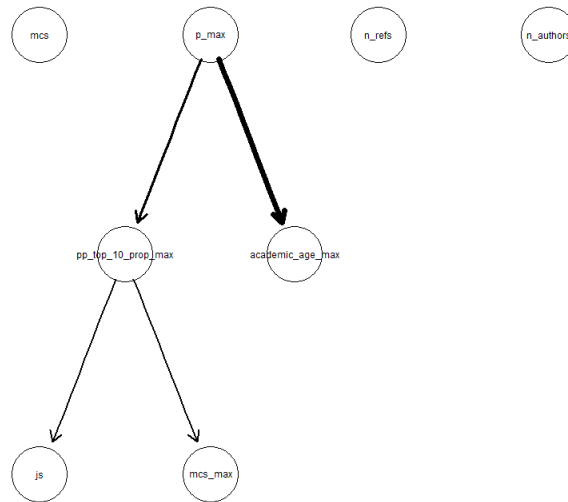 mcs
p_max
n_refs
n_authors
pp_top_10_prop_max
academic_age_max
js
mcs_max